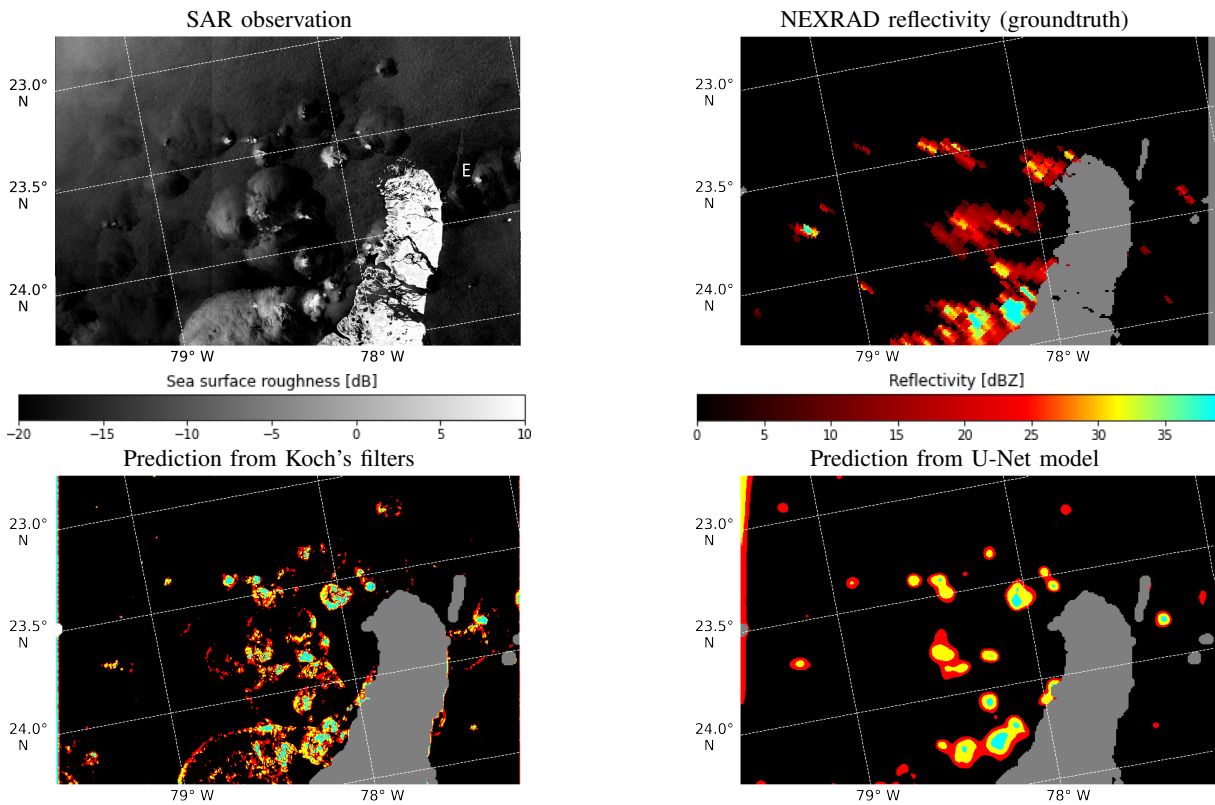 SAR observation
NEXRAD reflectivity (groundtruth)
23.0°
N
23.5°
N
24.0°
N
E
79° W
78° W
23.0°
N
23.5°
N
24.0°
N
79° W
78° W
Sea surface roughness [dB]
−20
−15
−10
−5
0
5
10
Reflectivity [dBZ]
0
5
10
15
20
25
30
35
Prediction from Koch's filters
Prediction from U-Net model
23.0°
N
23.5°
N
24.0°
N
79° W
78° W
23.0°
N
23.5°
N
24.0°
N
79° W
78° W